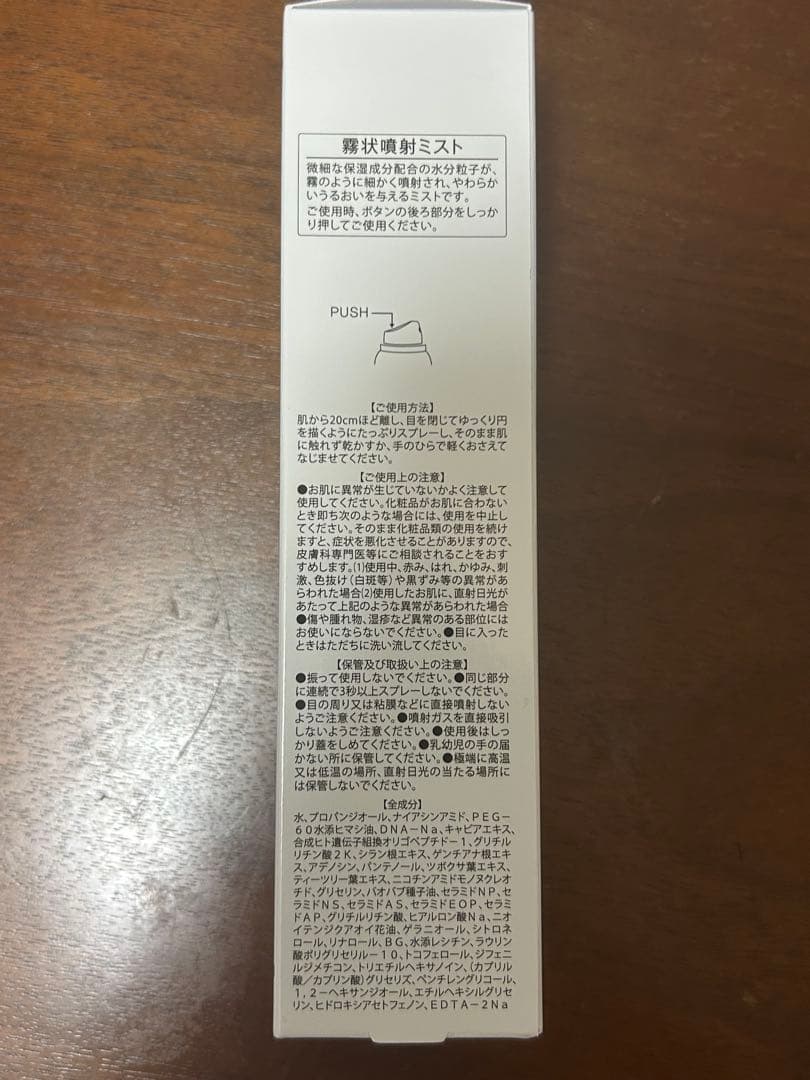 霧状噴射ミスト
微細な保湿成分配合の水分粒子が、
霧のように細かく噴射され、やわらか
いうるおいを与えるミストです。
ご使用時、ボタンの後ろ部分をしっか
り押してご使用ください。
PUSH
【ご使用方法】
肌から20cmほど離し、目を閉じてゆっくり円
を描くようにたっぷりスプレーし、そのまま肌
に触れず乾かすか、手のひらで軽くおさえて
なじませてください。
【ご使用上の注意】
●お肌に異常が生じていないかよく注意して
使用してください。化粧品がお肌に合わない
とき即ち次のような場合には、使用を中止し
てください。そのまま化粧品類の使用を続け
ますと、症状を悪化させることがありますので、
皮膚科専門医等にご相談されることをおす
すめします。(1)使用中、赤み、はれ、かゆみ、刺
激、色抜け(白斑等)や黒ずみ等の異常があ
らわれた場合(2)使用したお肌に、直射日光が
あたって上記のような異常があらわれた場合
●傷や腫れ物、湿疹など異常のある部位には
お使いにならないでください。●目に入った
ときはただちに洗い流してください。
【保管及び取扱い上の注意】
●振って使用しないでください。●同じ部分
に連続で3秒以上スプレーしないでください。
●目の周り又は粘膜などに直接噴射しない
ようご注意ください。●噴射ガスを直接吸引
しないようご注意ください。●使用後はしっ
かり蓋をしめてください。●乳幼児の手の届
かない所に保管してください。●極端に高温
又は低温の場所、直射日光の当たる場所に
は保管しないでください。
【全成分】
水、プロパンジオール、ナイアシンアミド、PEG-
60水添ヒマシ油、DNA-Na、キャビアエキス、
合成ヒト遺伝子組換オリゴペプチド-1、グリチル
リチン酸2K、シラン根エキス、ゲンチアナ根エキ
ス、アデノシン、パンテノール、ツボクサ葉エキス、
ティーツリー葉エキス、ニコチンアミドモノヌクレオ
チド、グリセリン、バオバブ種子油、セラミドNP、セ
ラミドNS、セラミドAS、セラミドEOP、セラミ
ドAP、グリチルリチン酸、ヒアルロン酸Na、ニオ
イテンジクアオイ花油、ゲラニオール、シトロネ
ロール、リナロール、BG、水添レシチン、ラウリン
酸ポリグリセリル-10、トコフェロール、ジフェニ
ルジメチコン、トリエチルヘキサノイン、(カプリル
酸/カプリン酸)グリセリズ、ペンチレングリコール、
1,2-ヘキサンジオール、エチルヘキシルグリセ
リン、ヒドロキシアセトフェノン、EDTA-2Na